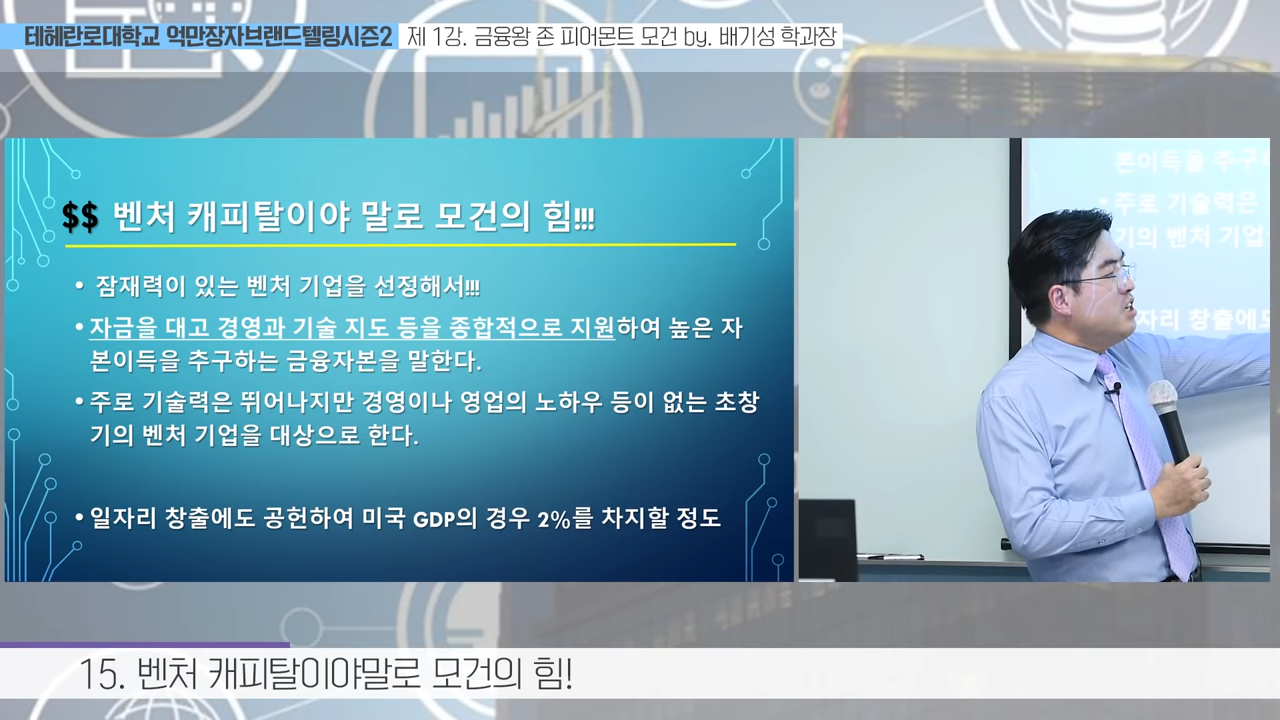 테헤란로대학교 억만장자브랜드텔링시즌2 제 1강. 금융왕 존 피어몬트 모건 by. 배기성 학과장
$$ 벤처 캐피탈이야 말로 모건의 힘!!!
• 잠재력이 있는 벤처 기업을 선정해서!!!
• 자금을 대고 경영과 기술 지도 등을 종합적으로 지원하여 높은 자
본이득을 추구하는 금융자본을 말한다.
• 주로 기술력은 뛰어나지만 경영이나 영업의 노하우 등이 없는 초창
기의 벤처 기업을 대상으로 한다.
• 일자리 창출에도 공헌하여 미국 GDP의 경우 2%를 차지할 정도
본이득을 추구
• 주로 기술력은
기의 벤처 기업
자리 창출에도
15. 벤처 캐피탈이야말로 모건의 힘!